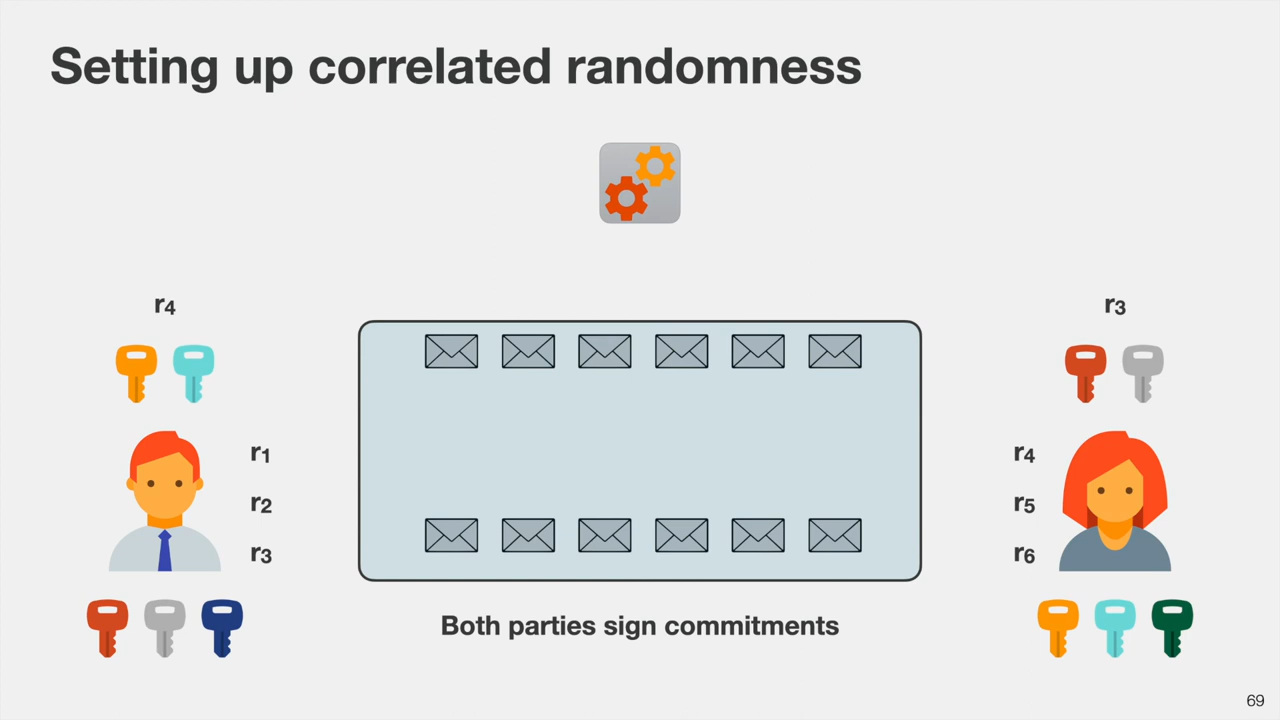 Setting up correlated randomness
r4
r3
r1
r2
r3
r4
r5
r6
Both parties sign commitments
69